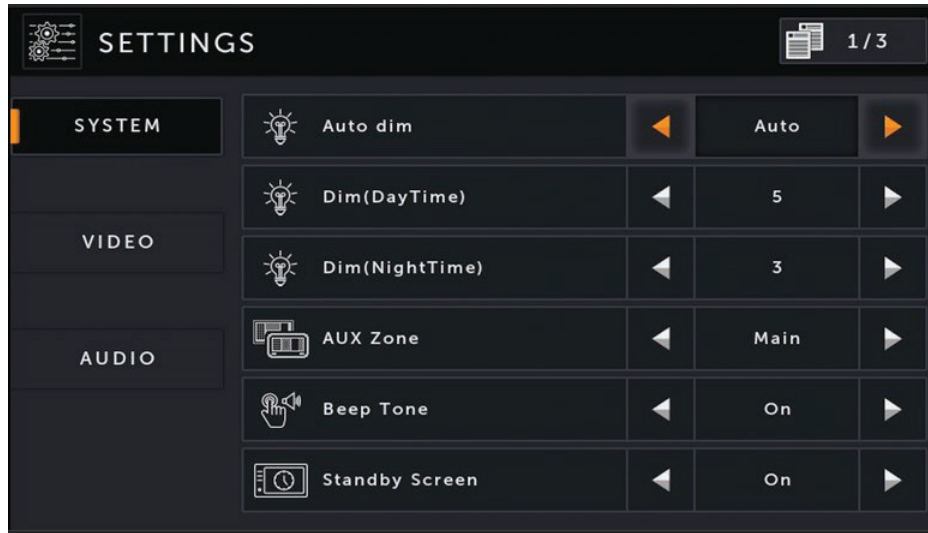 SETTINGS
1/3
SYSTEM
VIDEO
AUDIO
Auto dim Auto
Dim(DayTime) 5
Dim(NightTime) 3
AUX Zone Main
Beep Tone On
Standby Screen On